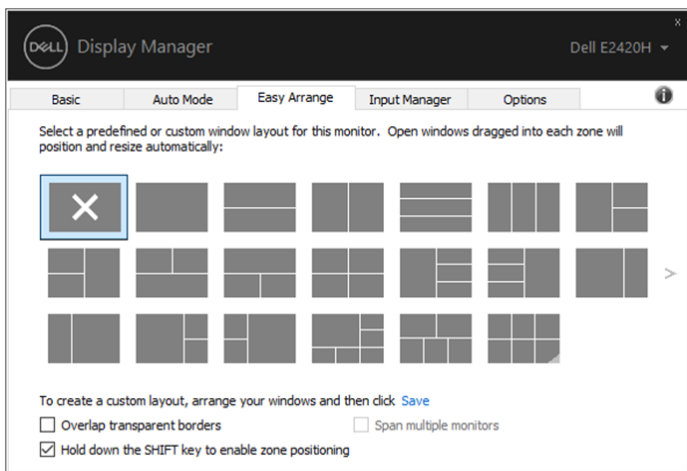 x
DELL Display Manager Dell E2420H
Basic Auto Mode Easy Arrange Input Manager Options i
Select a predefined or custom window layout for this monitor. Open windows dragged into each zone will
position and resize automatically:
To create a custom layout, arrange your windows and then click Save
Overlap transparent borders Span multiple monitors
Hold down the SHIFT key to enable zone positioning